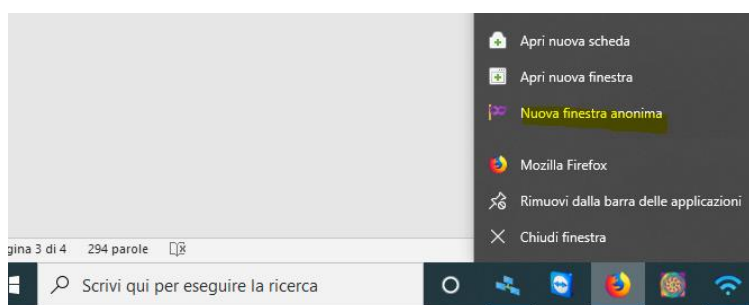 Apri nuova scheda
Apri nuova finestra
Nuova finestra anonima
Mozilla Firefox
Rimuovi dalla barra delle applicazioni
Chiudi finestra
gina 3 di 4 294 parole
Scrivi qui per eseguire la ricerca